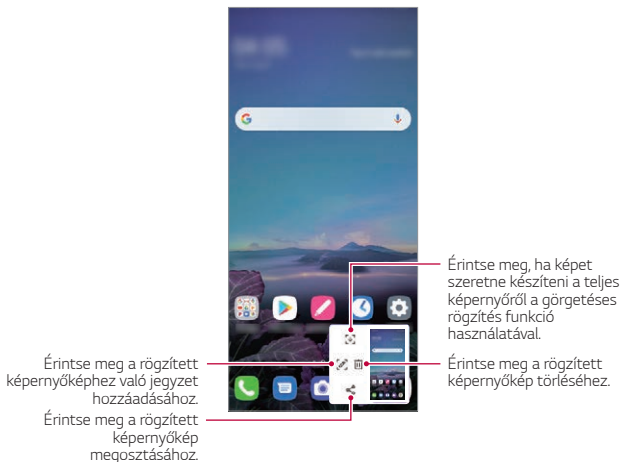 Érintse meg, ha képet
szeretne készíteni a teljes
képernyőről a görgetéses
rögzítés funkció
használatával.
Érintse meg a rögzített
képernyőképhez való jegyzet
hozzáadásához.
Érintse meg a rögzített
képernyőkép törléséhez.
Érintse meg a rögzített
képernyőkép
megosztásához.